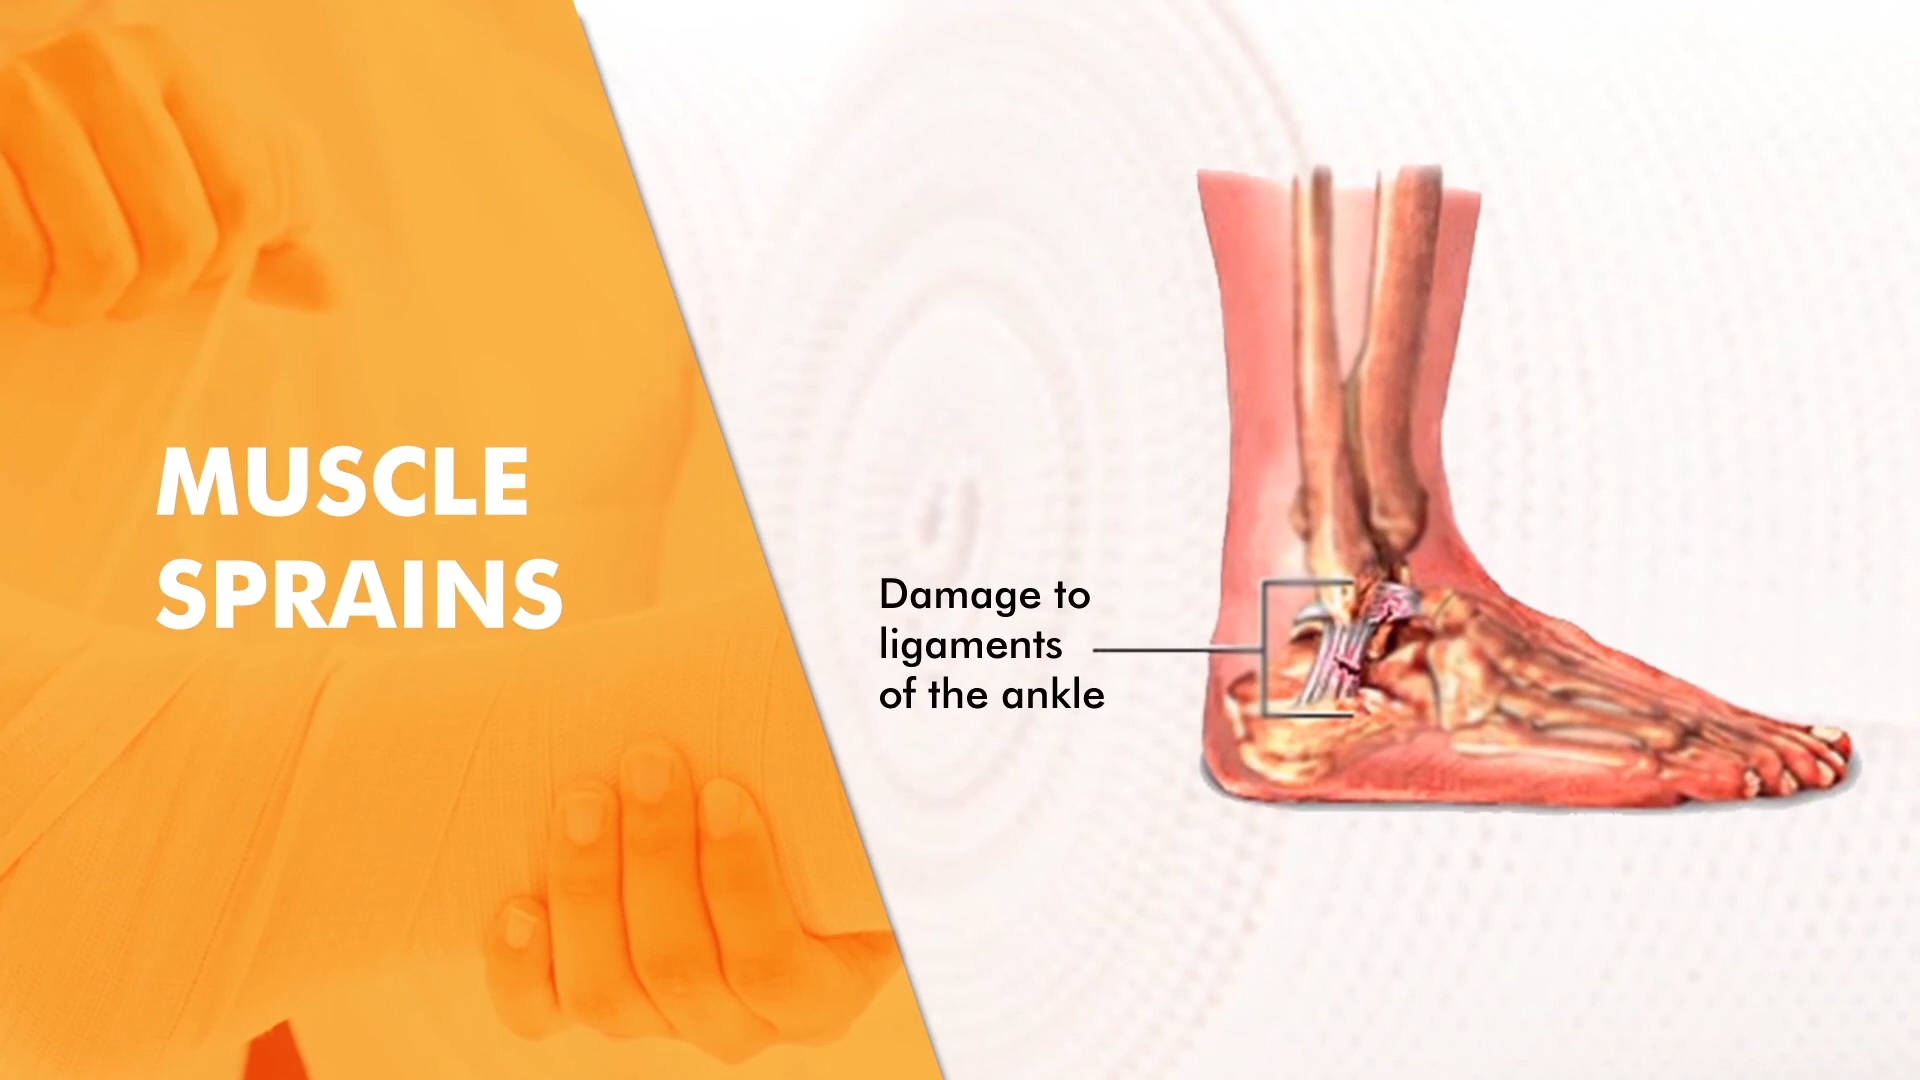 MUSCLE
SPRAINS
Damage to
ligaments
of the ankle